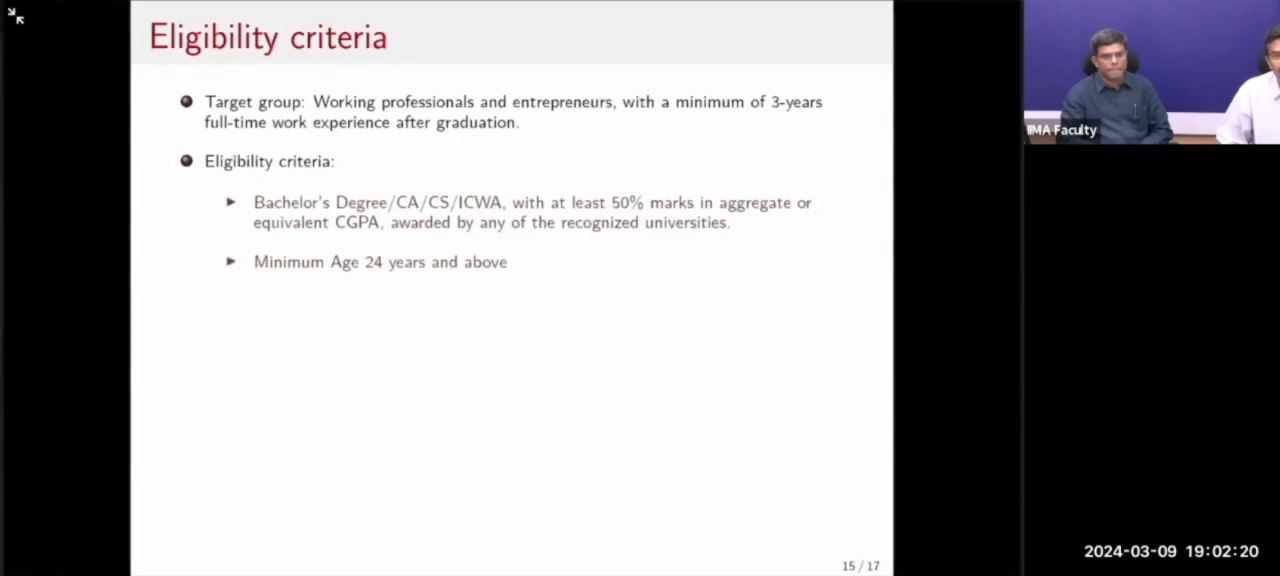 Eligibility criteria
Target group: Working professionals and entrepreneurs, with a minimum of 3-years
full-time work experience after graduation.
Eligibility criteria:
Bachelor's Degree/CA/CS/ICWA, with at least 50% marks in aggregate or
equivalent CGPA, awarded by any of the recognized universities.
Minimum Age 24 years and above
15 / 17
IIMA Faculty
2024-03-09 19:02:20